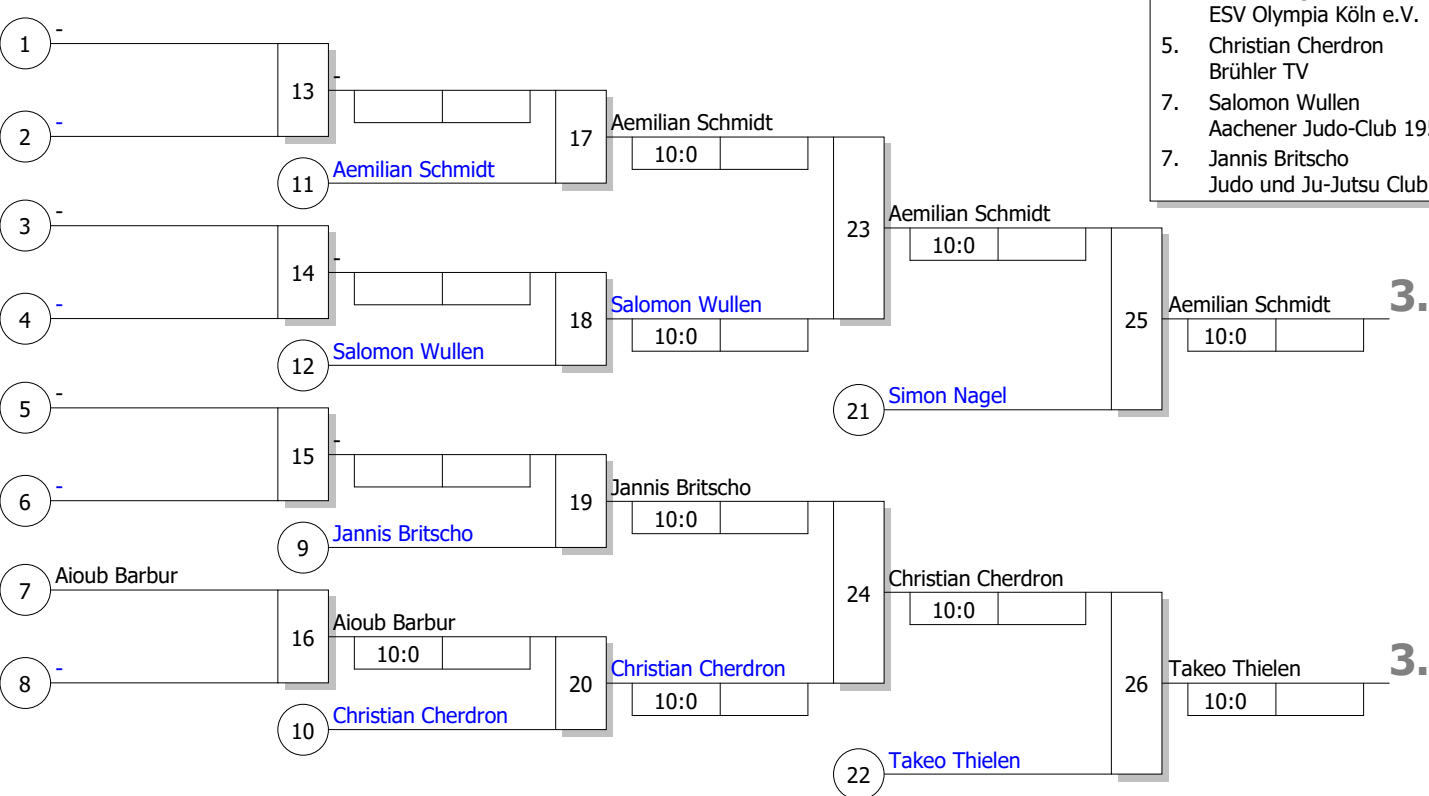 ESV Olympia Köln e.V.
5. Christian Cherdron
Brühler TV
7. Salomon Wullen
Aachener Judo-Club
7. Jannis Britscho
Judo und Ju-Jutsu Club
1 -
13 -
2 -
17 Aemilian Schmidt
10:0
11 Aemilian Schmidt
3 -
23 Aemilian Schmidt
10:0
14 -
4 -
18 Salomon Wullen
10:0
12 Salomon Wullen
25 Aemilian Schmidt 3.
10:0
5 -
21 Simon Nagel
15 -
6 -
19 Jannis Britscho
10:0
9 Jannis Britscho
7 Aioub Barbur
24 Christian Cherdron
10:0
16 Aioub Barbur
10:0
8 -
20 Christian Cherdron
10:0
10 Christian Cherdron
26 Takeo Thielen 3.
10:0
22 Takeo Thielen